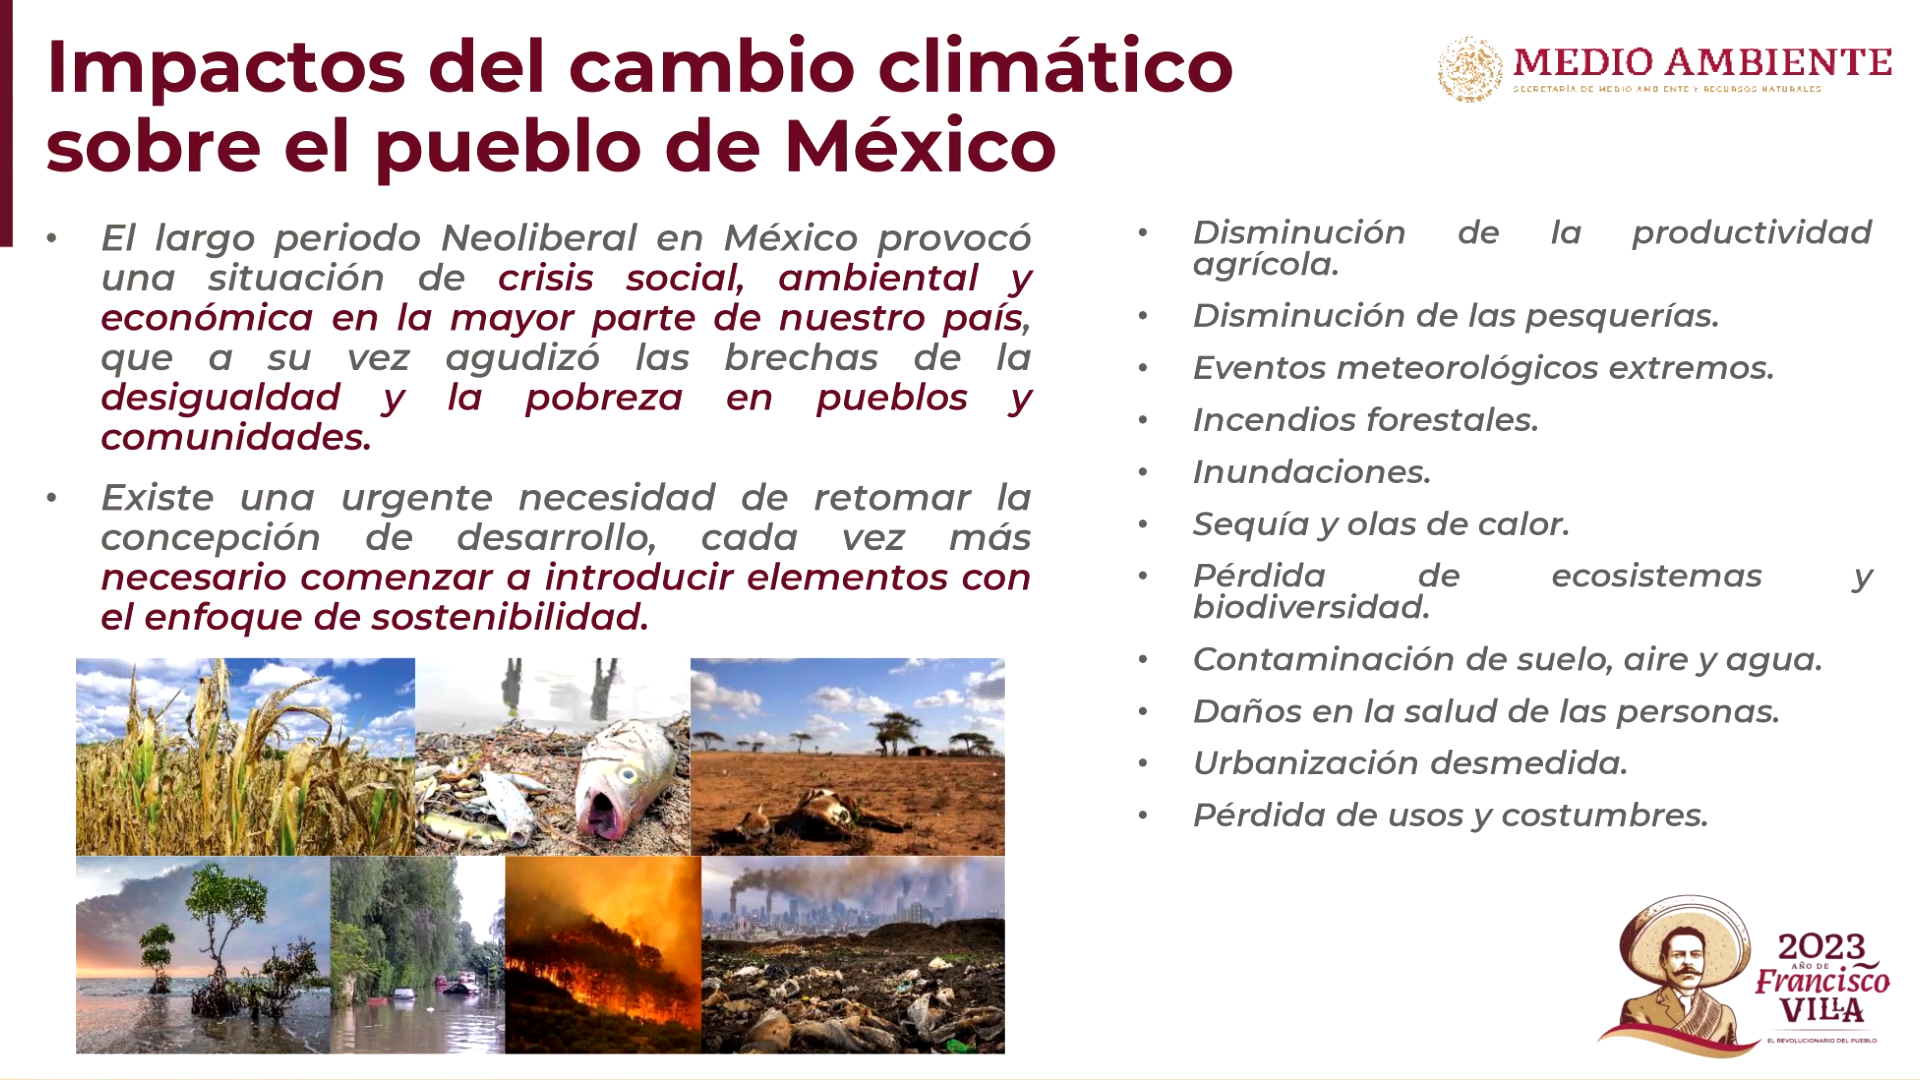 Impactos del cambio climático
sobre el pueblo de México
MEDIO AMBIENTE
SECRETARÍA DE MEDIO AMBIENTE Y RECURSOS NATURALES
• El largo periodo Neoliberal en México provocó
una situación de crisis social, ambiental y
económica en la mayor parte de nuestro país,
que a su vez agudizó las brechas de la
desigualdad y la pobreza en pueblos y
comunidades.
• Existe una urgente necesidad de retomar la
concepción de desarrollo, cada vez más
necesario comenzar a introducir elementos con
el enfoque de sostenibilidad.
• Disminución de la productividad
agrícola.
• Disminución de las pesquerías.
• Eventos meteorológicos extremos.
• Incendios forestales.
• Inundaciones.
• Sequía y olas de calor.
• Pérdida de ecosistemas y
biodiversidad.
• Contaminación de suelo, aire y agua.
• Daños en la salud de las personas.
• Urbanización desmedida.
• Pérdida de usos y costumbres.
2023
AÑO DE
Francisco
VILLA
EL REVOLUCIONARIO DEL PUEBLO